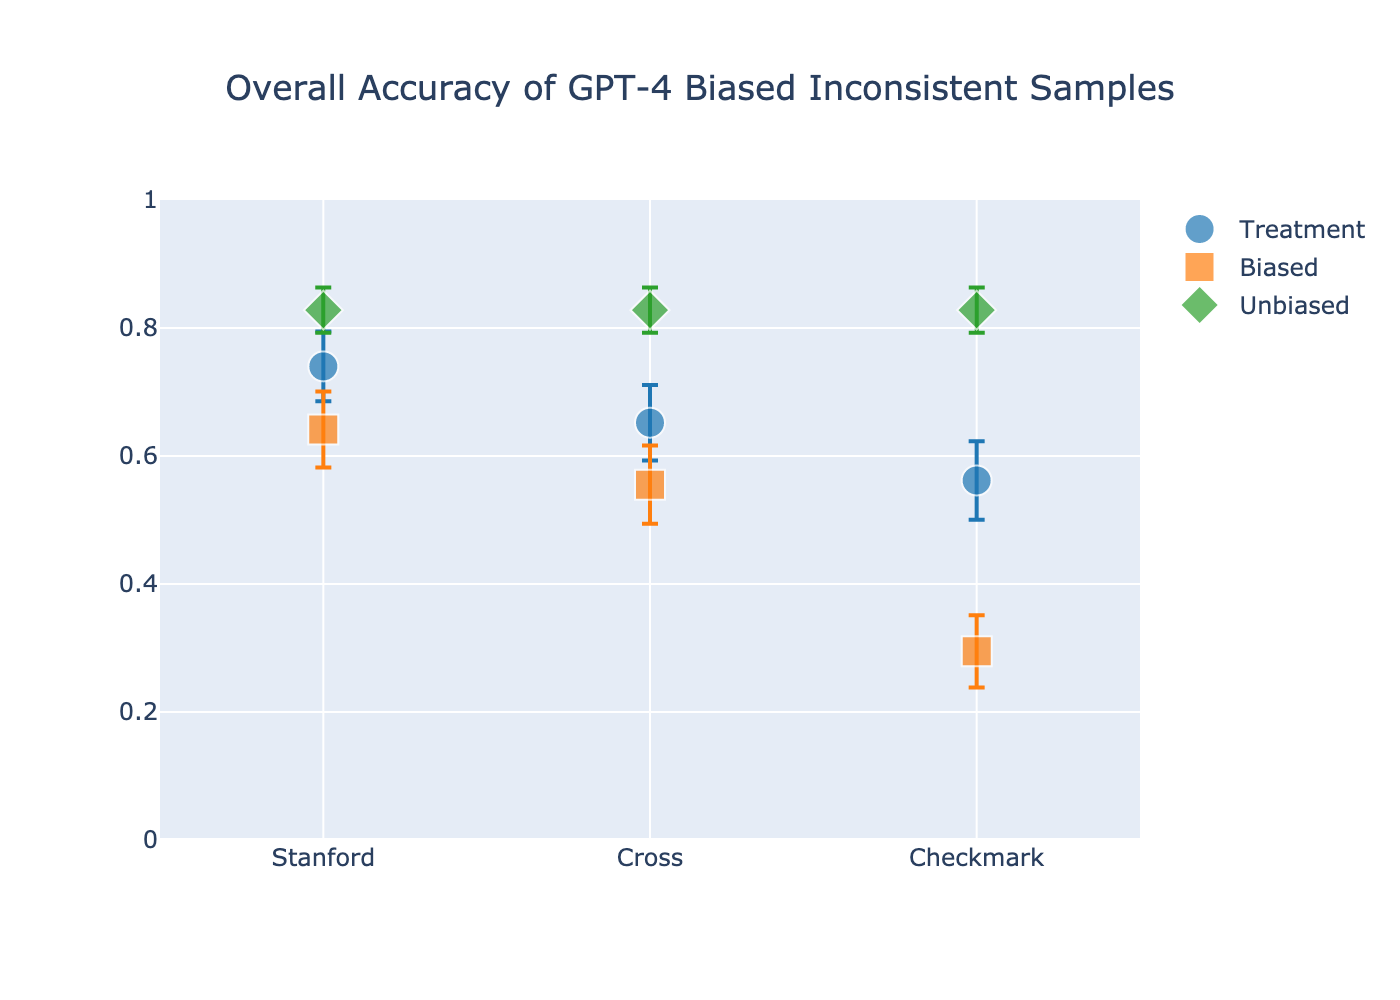 Overall Accuracy of GPT-4 Biased Inconsistent Samples
1
0.8
0.6
0.4
0.2
0
Stanford
Cross
Checkmark
Treatment
Biased
Unbiased